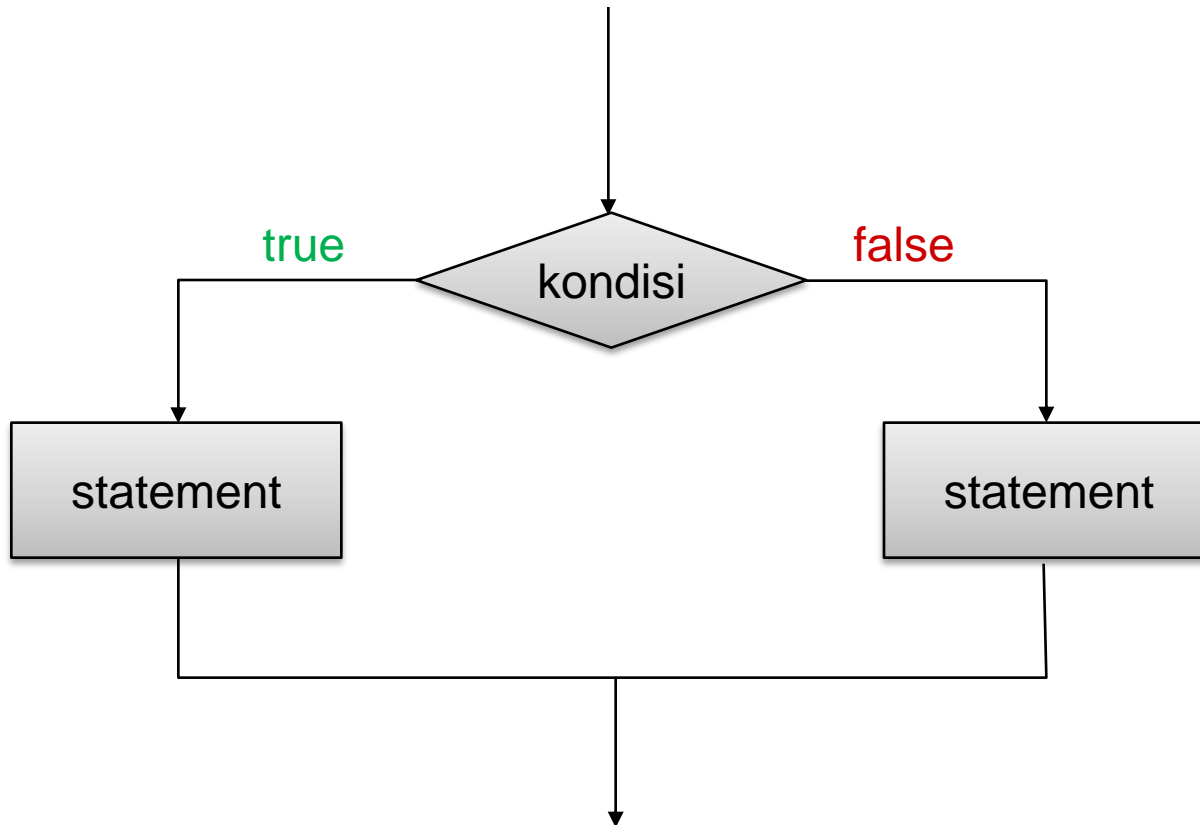 true
false
kondisi
statement
statement